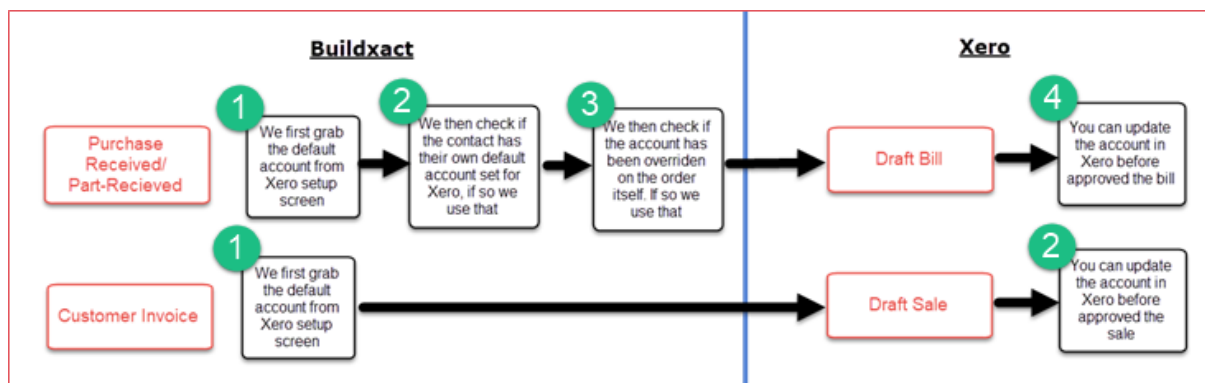 Buildxact
Xero
1
2
3
4
Purchase
Received/
Part-Recieved
We first grab
the default
account from
Xero setup
screen
We then check if
the contact has
their own default
account set for
Xero, if so we
use that
We then check if
the account has
been overriden
on the order
itself. If so we
use that
Draft Bill
You can update
the account in
Xero before
approved the bill
1
2
Customer Invoice
We first grab
the default
account from
Xero setup
screen
Draft Sale
You can update
the account in
Xero before
approved the
sale